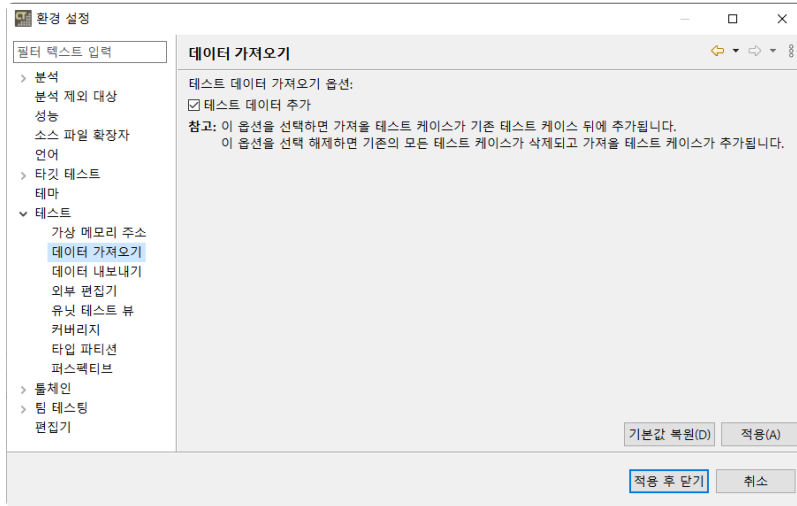 CT 환경 설정
필터 텍스트 입력
데이터 가져오기
분석
분석 제외 대상
성능
소스 파일 확장자
언어
타깃 테스트
테마
테스트
가상 메모리 주소
데이터 가져오기
데이터 내보내기
외부 편집기
유닛 테스트 뷰
커버리지
타입 파티션
퍼스펙티브
툴체인
팀 테스팅
편집기
테스트 데이터 가져오기 옵션:
테스트 데이터 추가
참고: 이 옵션을 선택하면 가져올 테스트 케이스가 기존 테스트 케이스 뒤에 추가됩니다.
이 옵션을 선택 해제하면 기존의 모든 테스트 케이스가 삭제되고 가져올 테스트 케이스가 추가됩니다.
기본값 복원(D) 적용(A)
적용 후 닫기 취소